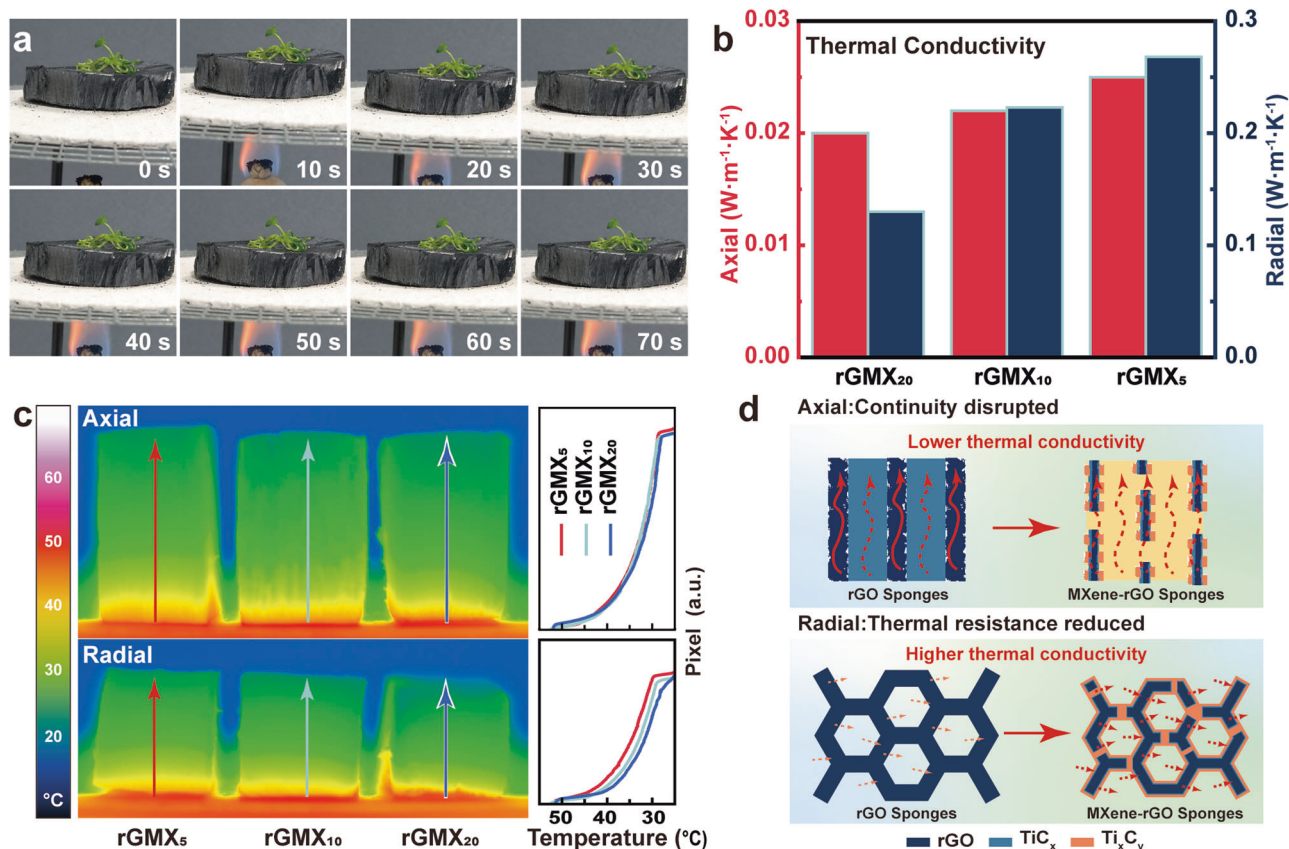 a
0 s
10 s
20 s
30 s
40 s
50 s
60 s
70 s
b
Thermal Conductivity
0.03
0.02
0.01
0.00
Axial (W·m⁻¹·K⁻¹)
0.3
0.2
0.1
0.0
Radial (W·m⁻¹·K⁻¹)
rGMX₂₀
rGMX₁₀
rGMX₅
c
60
50
40
30
20
°C
Axial
Radial
rGMX₅
rGMX₁₀
rGMX₂₀
rGMX₅
rGMX₁₀
rGMX₂₀
Pixel (a.u.)
50
40
30
Temperature (°C)
d
Axial:Continuity disrupted
Lower thermal conductivity
rGO Sponges
MXene-rGO Sponges
Radial:Thermal resistance reduced
Higher thermal conductivity
rGO Sponges
MXene-rGO Sponges
rGO
TiCₓ
TiₓCᵧ